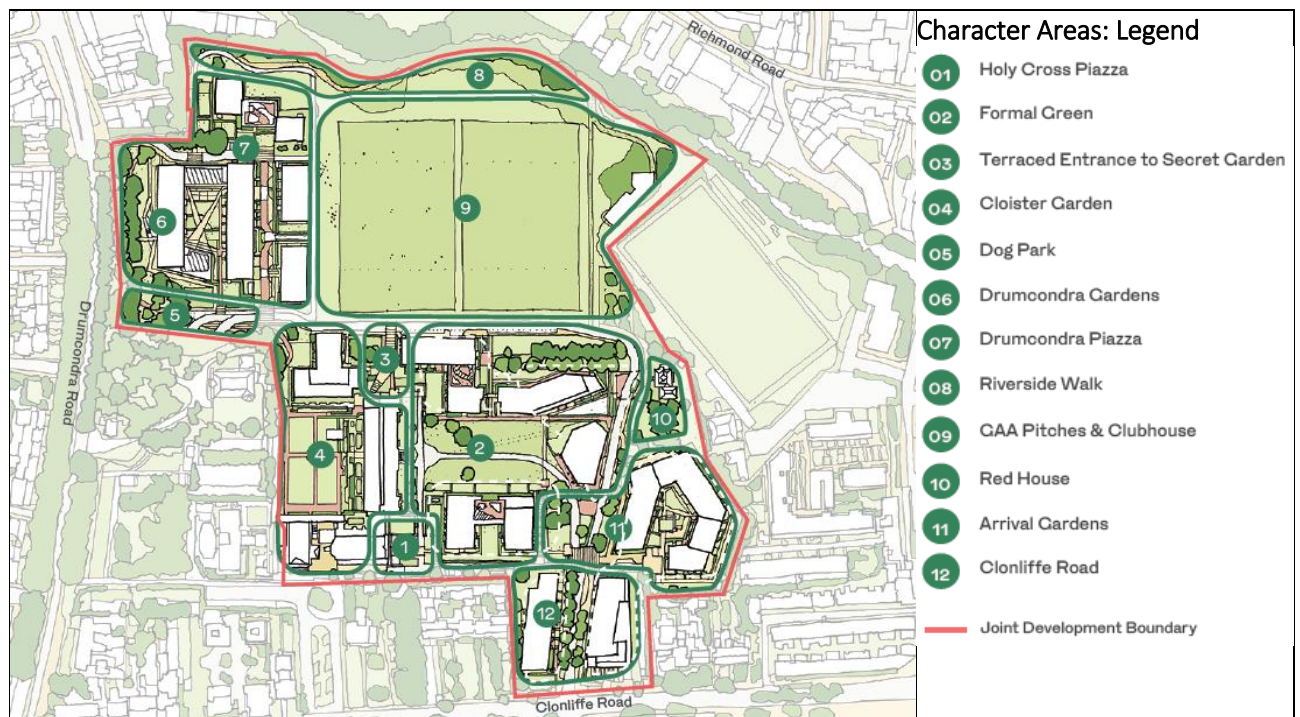 Richmond Road
8
7
9
6
5
Drumcondra Road
3
10
2
4
11
1
12
Clonliffe Road
Character Areas: Legend
01 Holy Cross Piazza
02 Formal Green
03 Terraced Entrance to Secret Garden
04 Cloister Garden
05 Dog Park
06 Drumcondra Gardens
07 Drumcondra Piazza
08 Riverside Walk
09 GAA Pitches & Clubhouse
10 Red House
11 Arrival Gardens
12 Clonliffe Road
Joint Development Boundary